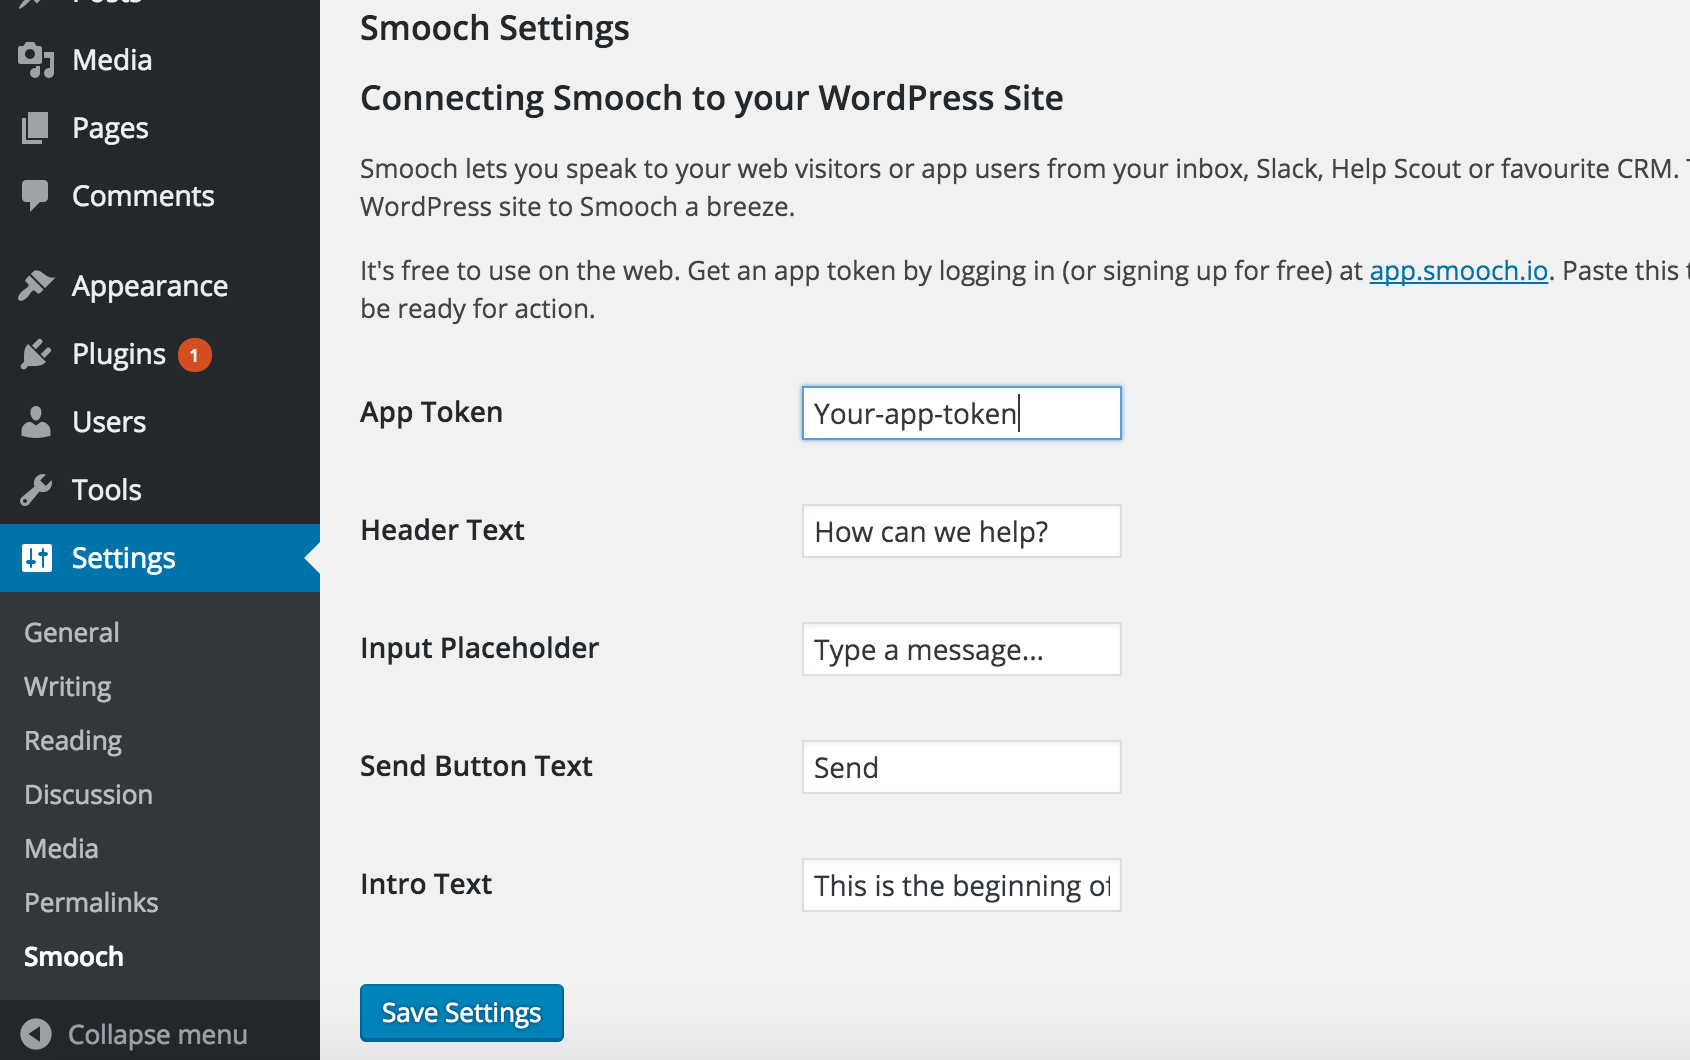 Posts
Media
Pages
Comments
Appearance
Plugins 1
Users
Tools
Settings
General
Writing
Reading
Discussion
Media
Permalinks
Smooch
Collapse menu
Smooch Settings
Connecting Smooch to your WordPress Site
Smooch lets you speak to your web visitors or app users from your inbox, Slack, Help Scout or favourite CRM.
WordPress site to Smooch a breeze.
It's free to use on the web. Get an app token by logging in (or signing up for free) at app.smooch.io. Paste this
be ready for action.
App Token Your-app-token
Header Text How can we help?
Input Placeholder Type a message...
Send Button Text Send
Intro Text This is the beginning of
Save Settings